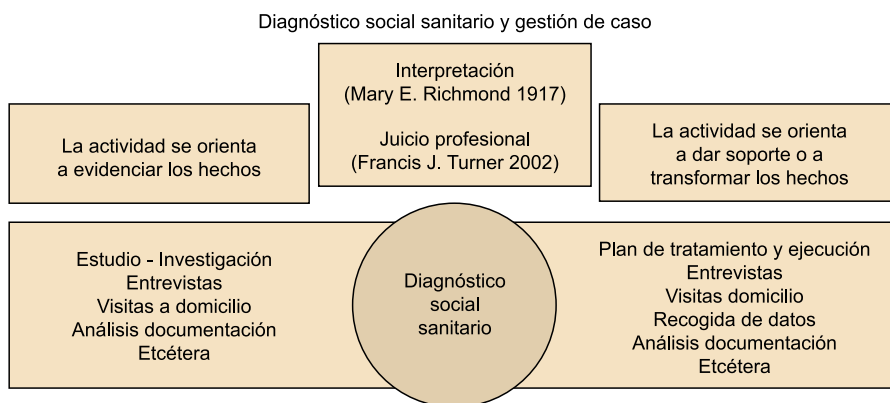 Diagnóstico social sanitario y gestión de caso
Interpretación
(Mary E. Richmond 1917)
Juicio profesional
(Francis J. Turner 2002)
La actividad se orienta
a evidenciar los hechos
La actividad se orienta
a dar soporte o a
transformar los hechos
Estudio - Investigación
Entrevistas
Visitas a domicilio
Análisis documentación
Etcétera
Diagnóstico
social
sanitario
Plan de tratamiento y ejecución
Entrevistas
Visitas domicilio
Recogida de datos
Análisis documentación
Etcétera